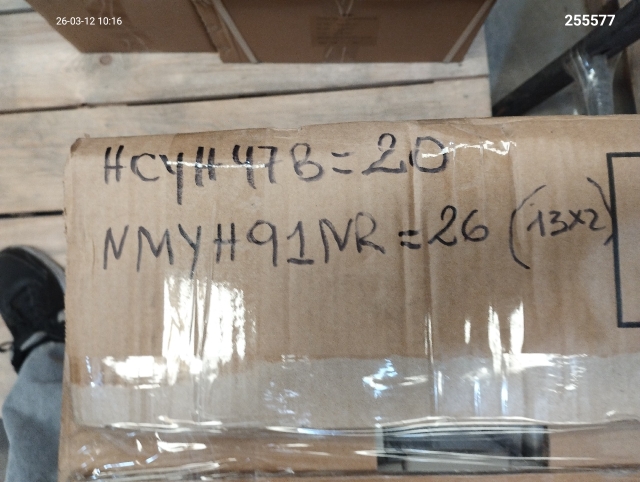 26-03-12 10:16
255577
HCYH47B=20
NMYH91NR=26 (13x2)